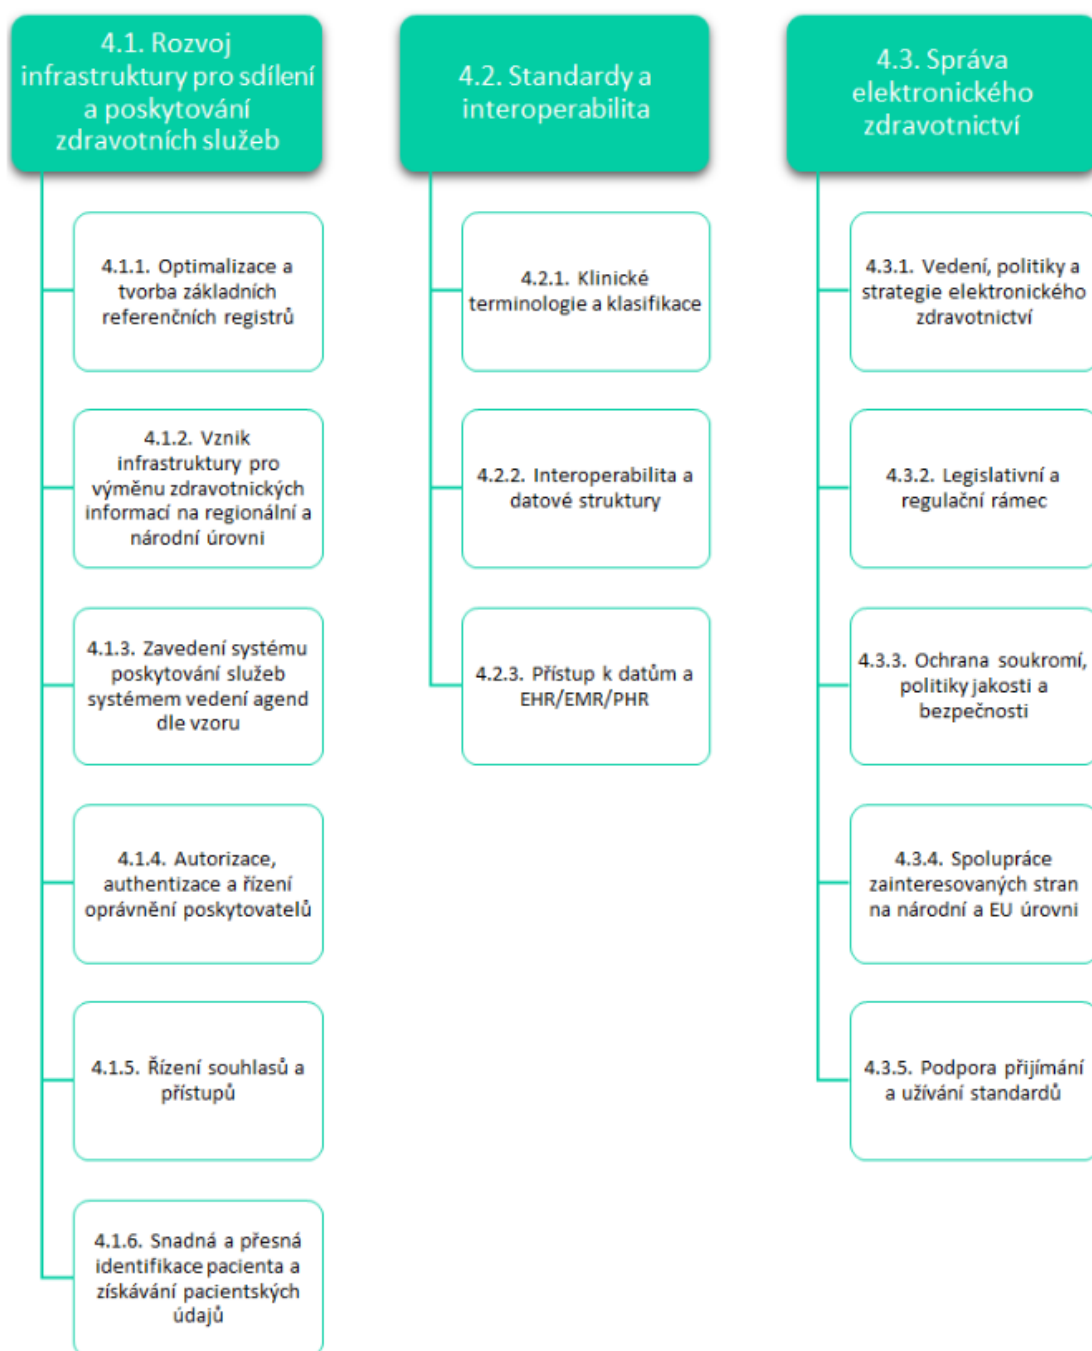 4.1. Rozvoj
infrastruktury pro sdílení
a poskytování
zdravotních služeb
4.1.1. Optimalizace a
tvorba základních
referenčních registrů
4.1.2. Vznik
infrastruktury pro
výměnu zdravotnických
informací na regionální a
národní úrovni
4.1.3. Zavedení systému
poskytování služeb
systémem vedení agend
dle vzoru
4.1.4. Autorizace,
authentizace a řízení
oprávnění poskytovatelů
4.1.5. Řízení souhlasů a
přístupů
4.1.6. Snadná a přesná
identifikace pacienta a
získávání pacientských
údajů
4.2. Standardy a
interoperabilita
4.2.1. Klinické
terminologie a klasifikace
4.2.2. Interoperabilita a
datové struktury
4.2.3. Přístup k datům a
EHR/EMR/PHR
4.3. Správa
elektronického
zdravotnictví
4.3.1. Vedení, politiky a
strategie elektronického
zdravotnictví
4.3.2. Legislativní a
regulační rámec
4.3.3. Ochrana soukromí,
politiky jakosti a
bezpečnosti
4.3.4. Spolupráce
zainteresovaných stran
na národní a EU úrovni
4.3.5. Podpora přijímání
a užívání standardů